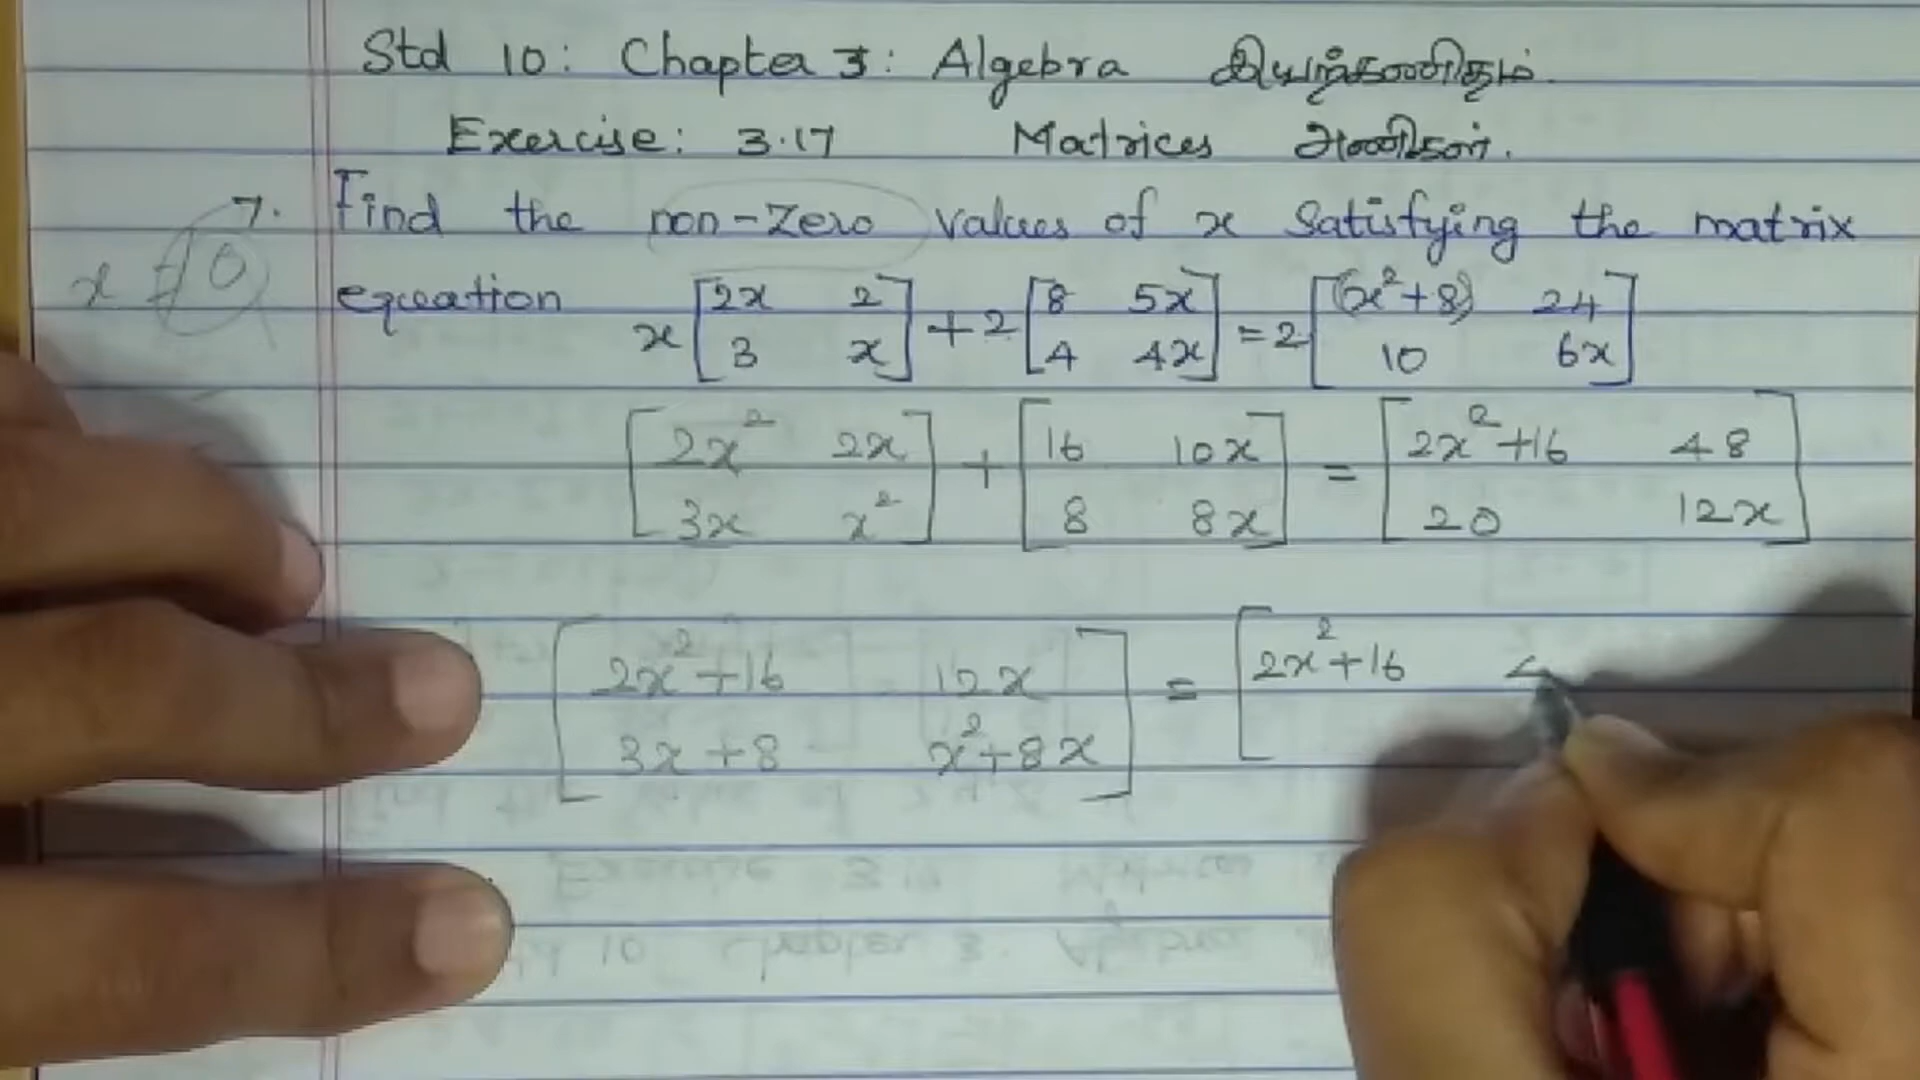 Std 10: Chapter 3: Algebra இயற்கணிதம்.
Exercise: 3.17 Matrices அணிகள்.
7. Find the non-Zero values of x Satisfying the matrix
x ≠ 0 equation x [2x 2; 3 x] + 2 [8 5x; 4 4x] = 2 [(x²+8) 24; 10 6x]
[2x² 2x; 3x x²] + [16 10x; 8 8x] = [2x²+16 48; 20 12x]
[2x²+16 12x; 3x+8 x²+8x] = [2x²+16